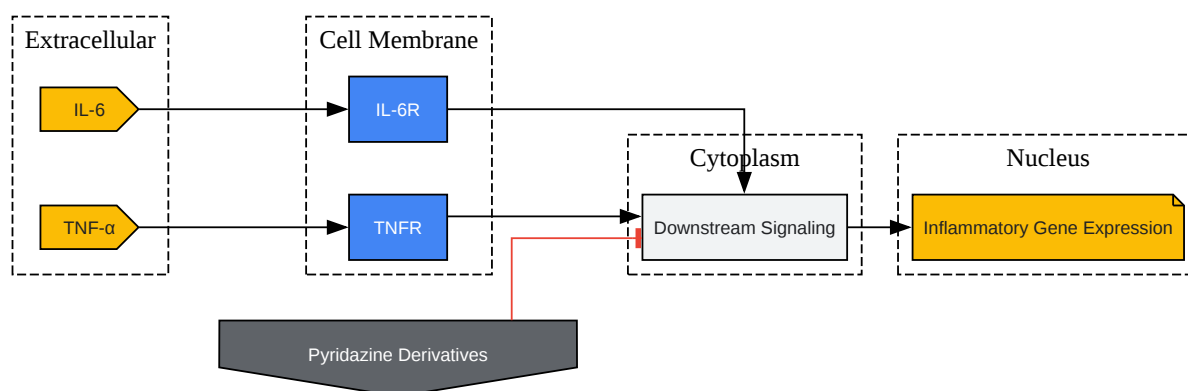 Extracellular
Cell Membrane
IL-6
IL-6R
Cytoplasm
Nucleus
TNF-α
TNFR
Downstream Signaling
Inflammatory Gene Expression
Pyridazine Derivatives